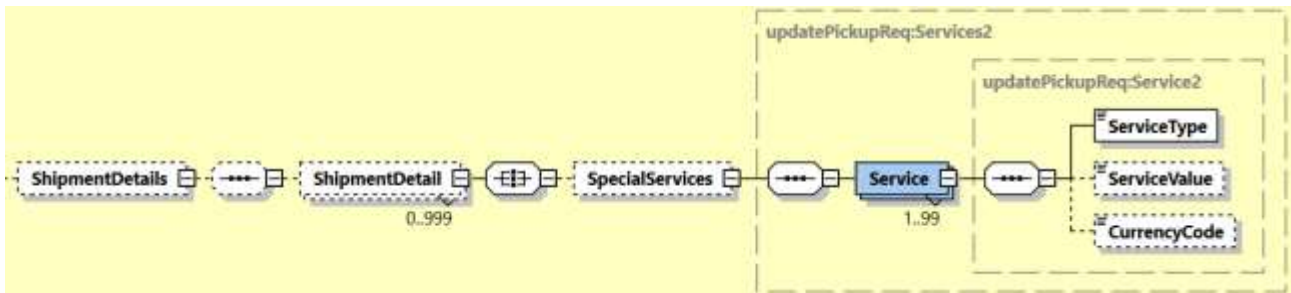 updatePickupReq:Services2
updatePickupReq:Service2
ServiceType
ShipmentDetails ShipmentDetail SpecialServices Service ServiceValue
0..999 1..99
CurrencyCode